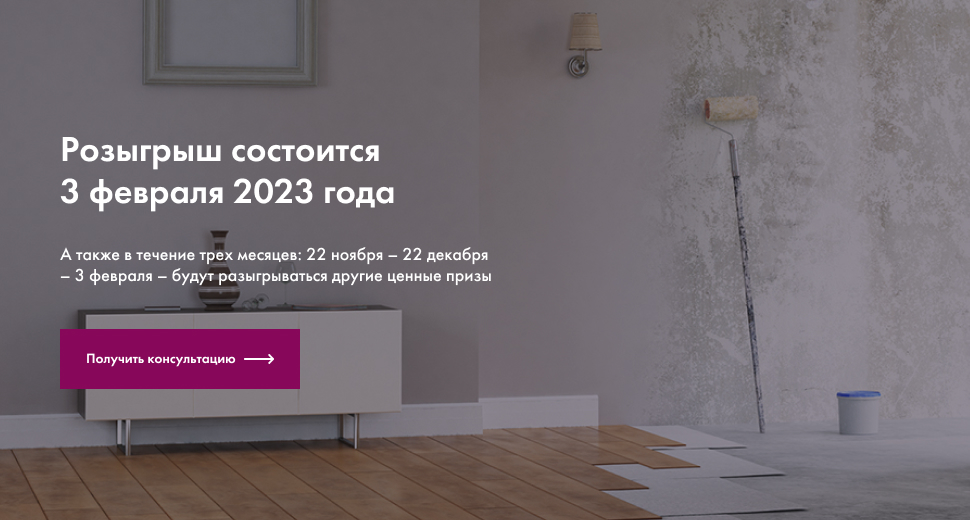 Розыгрыш состоится
3 февраля 2023 года
А также в течение трех месяцев: 22 ноября – 22 декабря
– 3 февраля – будут разыгрываться другие ценные призы
Получить консультацию